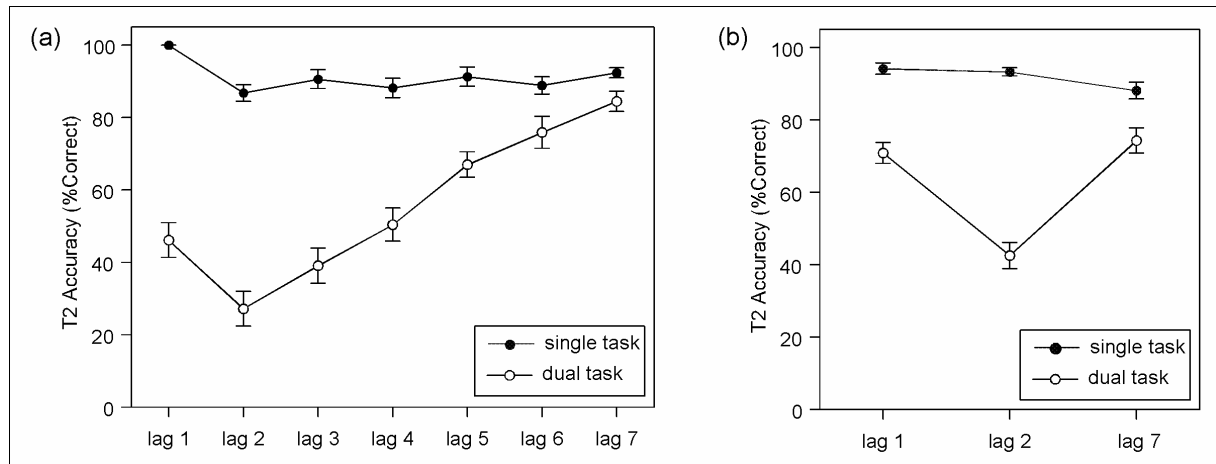 (a)
T2 Accuracy (%Correct)
100
80
60
40
20
0
lag 1 lag 2 lag 3 lag 4 lag 5 lag 6 lag 7
single task
dual task
(b)
T2 Accuracy (%Correct)
100
80
60
40
20
0
lag 1 lag 2 lag 7
single task
dual task